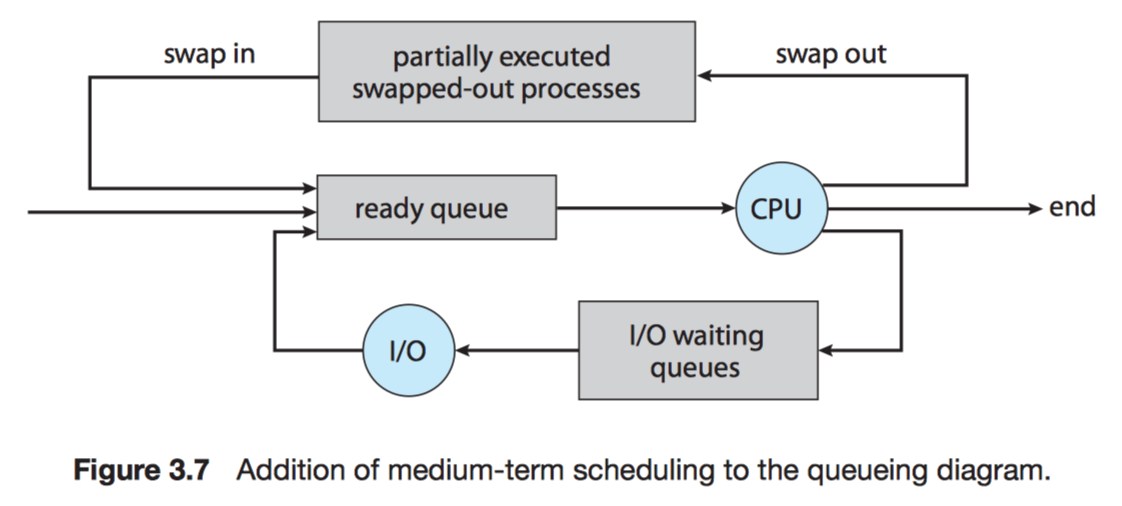 swap in
partially executed
swapped-out processes
swap out
ready queue
CPU
end
I/O
I/O waiting
queues
Figure 3.7 Addition of medium-term scheduling to the queueing diagram.